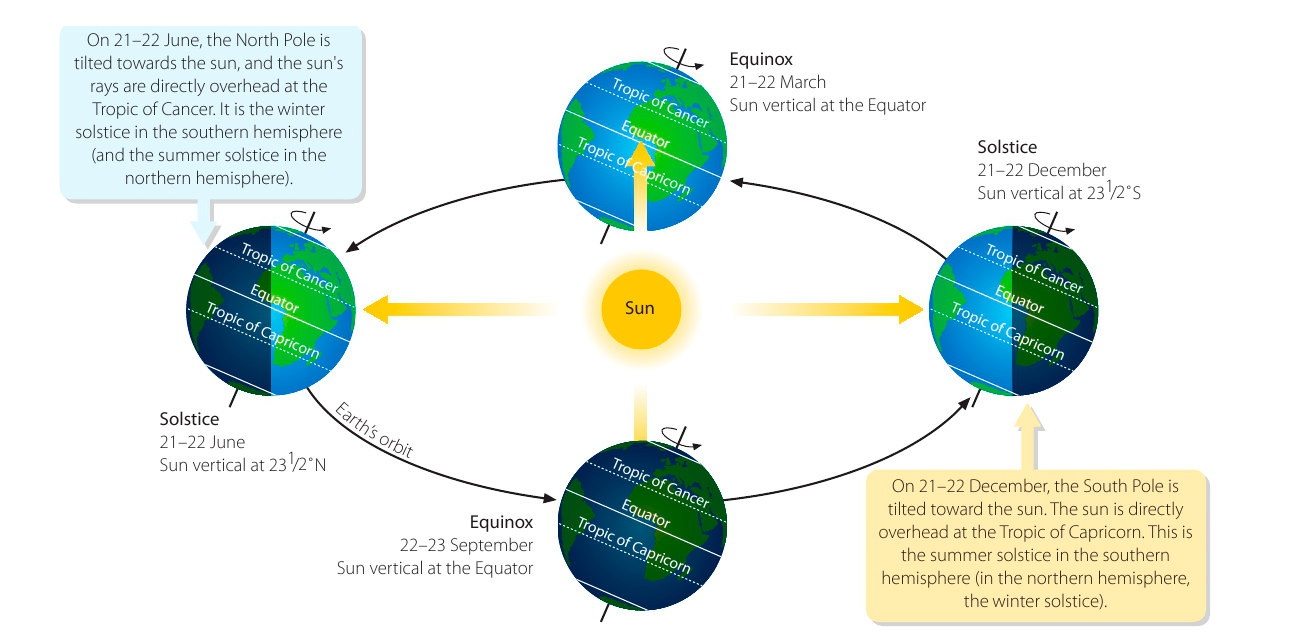 On 21–22 June, the North Pole is
tilted towards the sun, and the sun's
rays are directly overhead at the
Tropic of Cancer. It is the winter
solstice in the southern hemisphere
(and the summer solstice in the
northern hemisphere).
Equinox
21–22 March
Sun vertical at the Equator
Tropic of Cancer
Equator
Tropic of Capricorn
Solstice
21–22 December
Sun vertical at 23 1/2˚S
Tropic of Cancer
Equator
Tropic of Capricorn
Sun
Tropic of Cancer
Equator
Tropic of Capricorn
Solstice
21–22 June
Sun vertical at 23 1/2˚N
Earth's orbit
Tropic of Cancer
Equator
Tropic of Capricorn
Equinox
22–23 September
Sun vertical at the Equator
On 21–22 December, the South Pole is
tilted toward the sun. The sun is directly
overhead at the Tropic of Capricorn. This is
the summer solstice in the southern
hemisphere (in the northern hemisphere,
the winter solstice).